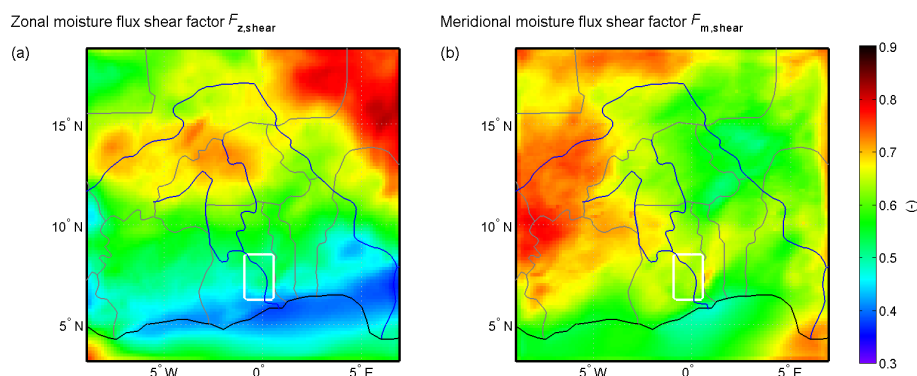 Zonal moisture flux shear factor F z,shear
Meridional moisture flux shear factor F m,shear
(a)
(b)
15° N
10° N
5° N
5° W
0°
5° E
15° N
10° N
5° N
5° W
0°
5° E
0.9
0.8
0.7
0.6
0.5
0.4
0.3
(-)